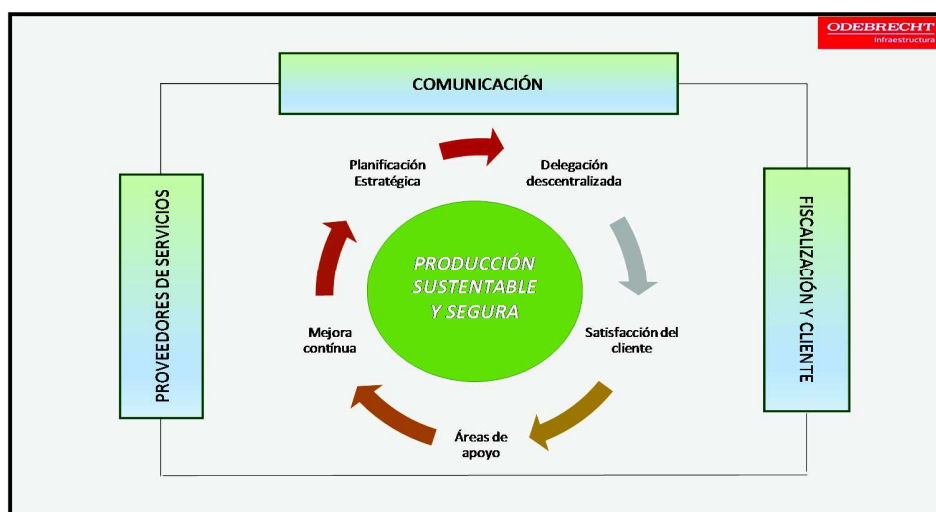 ODEBRECHT
Infraestructura
COMUNICACIÓN
Planificación
Estratégica
Delegación
descentralizada
PROVEEDORES DE SERVICIOS
FISCALIZACIÓN Y CLIENTE
PRODUCCIÓN
SUSTENTABLE
Y SEGURA
Mejora
contínua
Satisfacción del
cliente
Áreas de
apoyo